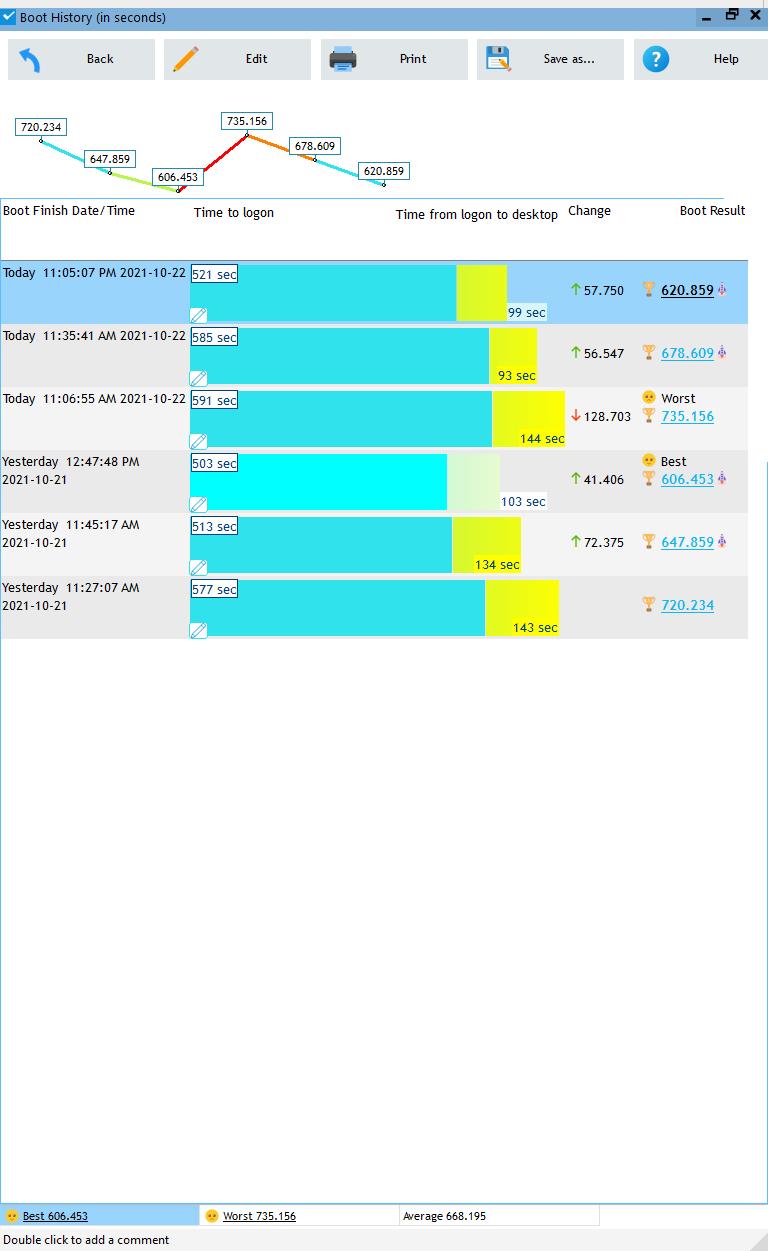 Boot History (in seconds)
Back Edit Print Save as... Help
720.234
647.859
606.453
735.156
678.609
620.859
Boot Finish Date/Time Time to logon Time from logon to desktop Change Boot Result
Today 11:05:07 PM 2021-10-22 521 sec 99 sec 57.750 620.859
Today 11:35:41 AM 2021-10-22 585 sec 93 sec 56.547 678.609
Today 11:06:55 AM 2021-10-22 591 sec 144 sec 128.703 Worst
735.156
Yesterday 12:47:48 PM 503 sec Best
2021-10-21 103 sec 41.406 606.453
Yesterday 11:45:17 AM 513 sec
2021-10-21 134 sec 72.375 647.859
Yesterday 11:27:07 AM 577 sec
2021-10-21 143 sec 720.234
Best 606.453 Worst 735.156 Average 668.195
Double click to add a comment